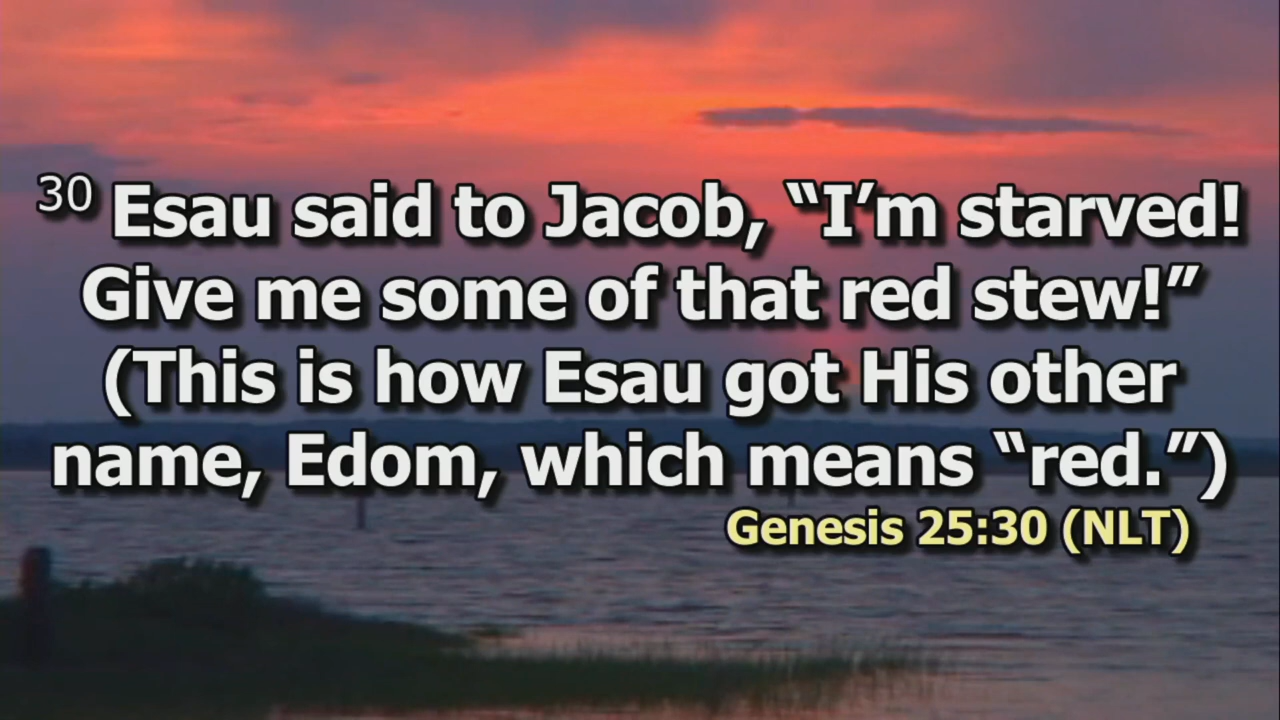 30 Esau said to Jacob, “I’m starved!
Give me some of that red stew!”
(This is how Esau got His other
name, Edom, which means “red.”)
Genesis 25:30 (NLT)